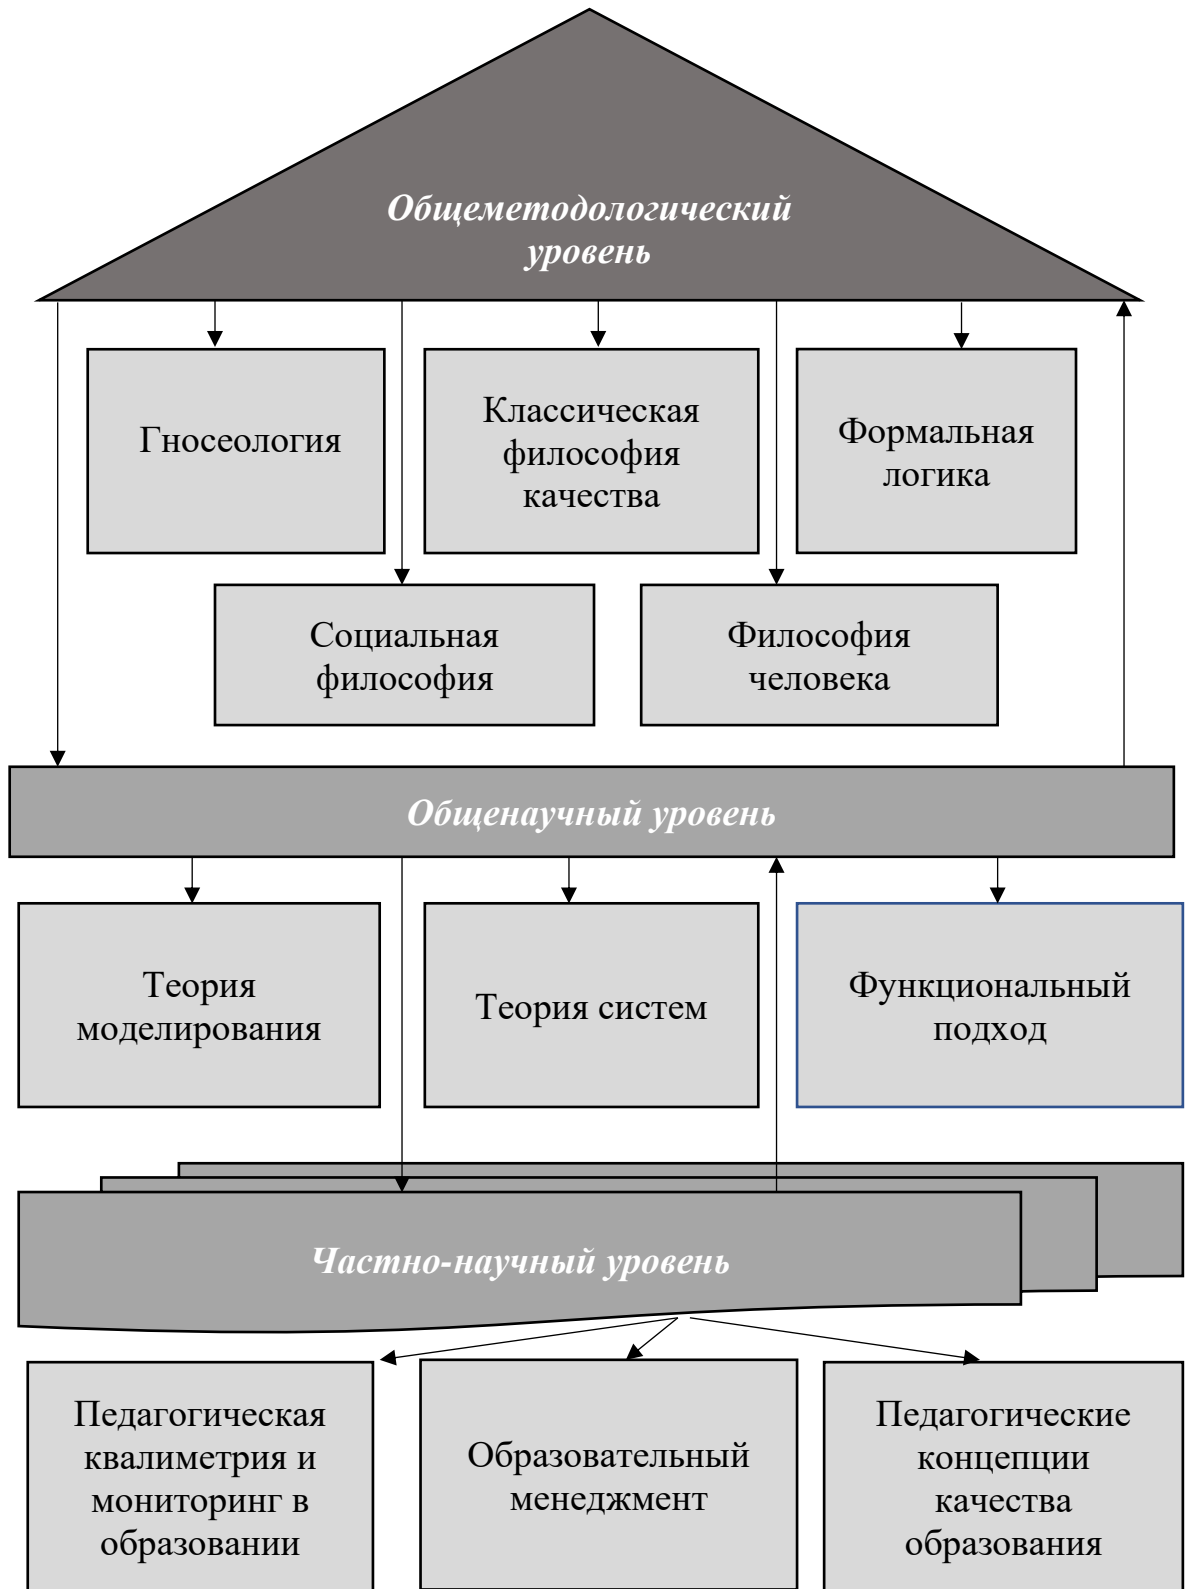 Общеметодологический
уровень
Гносеология
Классическая
философия
качества
Формальная
логика
Социальная
философия
Философия
человека
Общенаучный уровень
Теория
моделирования
Теория систем
Функциональный
подход
Частно-научный уровень
Педагогическая
квалиметрия и
мониторинг в
образовании
Образовательный
менеджмент
Педагогические
концепции
качества
образования